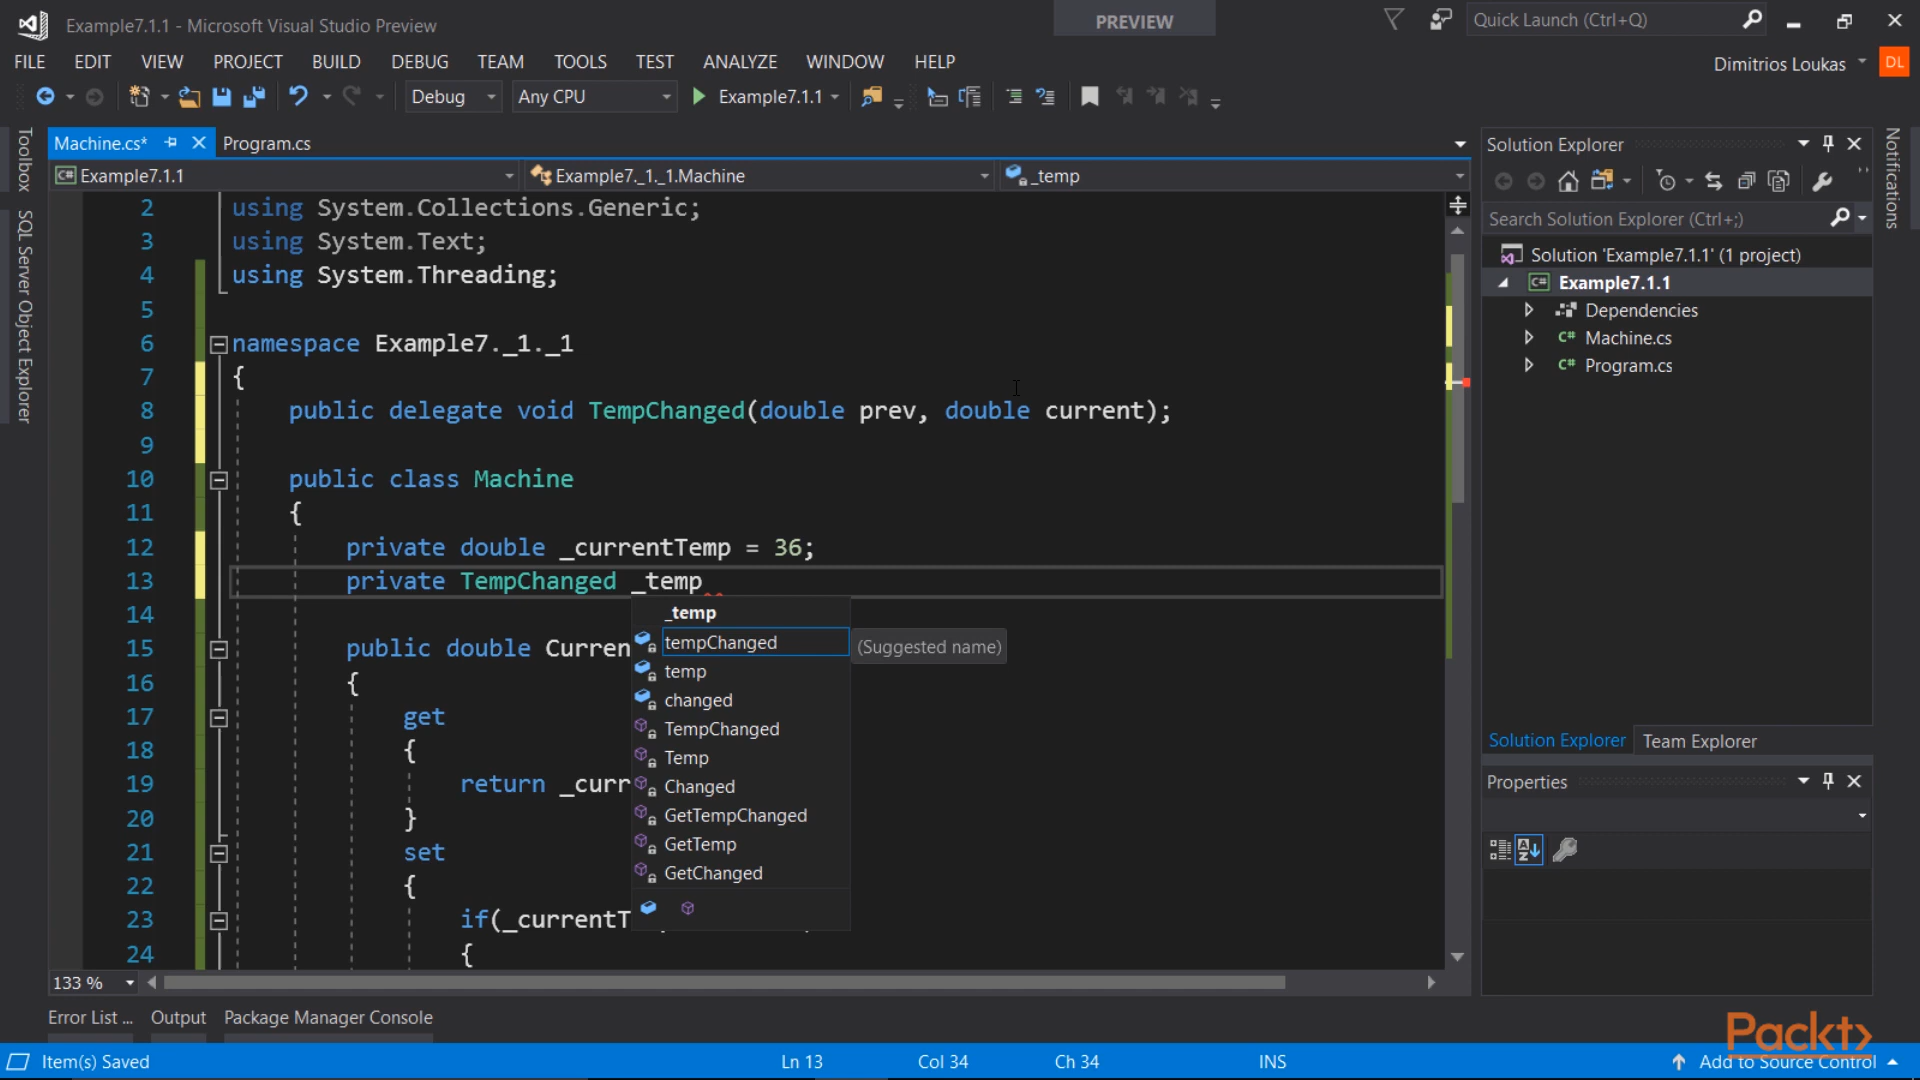 Example7.1.1 - Microsoft Visual Studio Preview
PREVIEW
Quick Launch (Ctrl+Q)
FILE EDIT VIEW PROJECT BUILD DEBUG TEAM TOOLS TEST ANALYZE WINDOW HELP
Dimitrios Loukas
DL
Debug
Any CPU
Example7.1.1
Toolbox
SQL Server Object Explorer
Machine.cs*
Program.cs
Example7.1.1
Example7._1._1.Machine
_temp
2 using System.Collections.Generic;
3 using System.Text;
4 using System.Threading;
5
6 namespace Example7._1._1
7 {
8 public delegate void TempChanged(double prev, double current);
9
10 public class Machine
11 {
12 private double _currentTemp = 36;
13 private TempChanged _temp
14
15 public double Curren
16 {
17 get
18 {
19 return _curr
20 }
21 set
22 {
23 if(_currentT
24 {
_temp
tempChanged
(Suggested name)
temp
changed
TempChanged
Temp
Changed
GetTempChanged
GetTemp
GetChanged
133 %
Solution Explorer
Search Solution Explorer (Ctrl+;)
Solution 'Example7.1.1' (1 project)
Example7.1.1
Dependencies
C# Machine.cs
C# Program.cs
Solution Explorer
Team Explorer
Properties
Notifications
Error List ...
Output
Package Manager Console
Packt>
Item(s) Saved
Ln 13
Col 34
Ch 34
INS
Add to Source Control